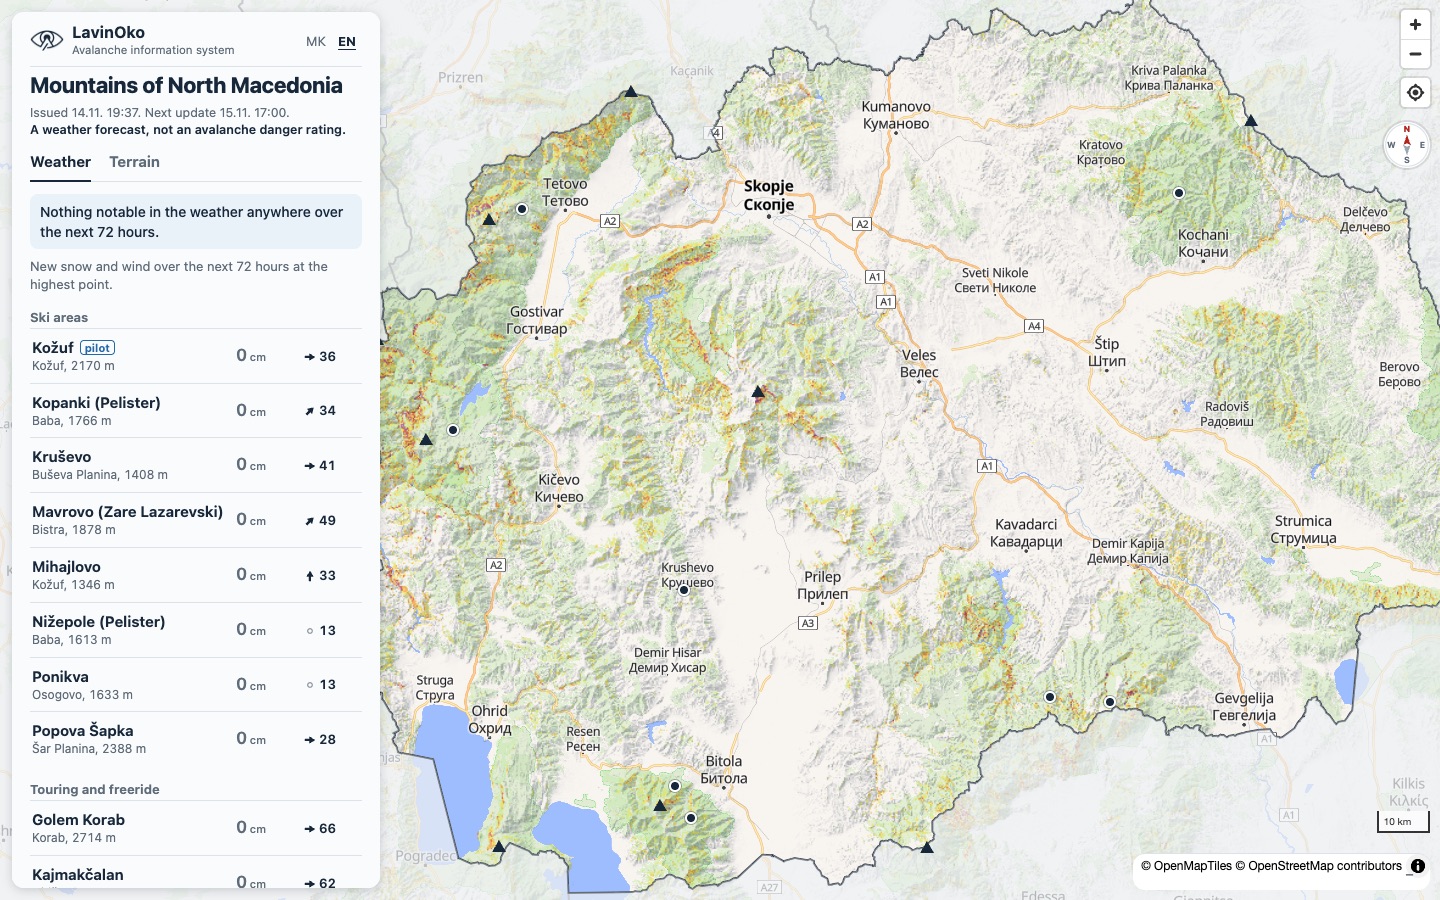 LavinOko
Avalanche information system
MK EN
Mountains of North Macedonia
Issued 14.11. 19:37. Next update 15.11. 17:00.
A weather forecast, not an avalanche danger rating.
Weather Terrain
Nothing notable in the weather anywhere over
the next 72 hours.
New snow and wind over the next 72 hours at the
highest point.
Ski areas
Kožuf pilot
Kožuf, 2170 m
0 cm 36
Kopanki (Pelister)
Baba, 1766 m
0 cm 34
Kruševo
Buševa Planina, 1408 m
0 cm 41
Mavrovo (Zare Lazarevski)
Bistra, 1878 m
0 cm 49
Mihajlovo
Kožuf, 1346 m
0 cm 33
Nižepole (Pelister)
Baba, 1613 m
0 cm 13
Ponikva
Osogovo, 1633 m
0 cm 13
Popova Šapka
Šar Planina, 2388 m
0 cm 28
Touring and freeride
Golem Korab
Korab, 2714 m
0 cm 66
Kajmakčalan
0 cm 62
Prizren
Kaçanik
Kriva Palanka
Крива Паланка
Kumanovo
Куманово
Kratovo
Кратово
Tetovo
Тетово
Skopje
Скопје
Delčevo
Делчево
Kochani
Кочани
Sveti Nikole
Свети Николе
Gostivar
Гостивар
Štip
Штип
Veles
Велес
Berovo
Берово
Radoviš
Радовиш
Kičevo
Кичево
Kavadarci
Кавадарци
Demir Kapija
Демир Капија
Strumica
Струмица
Krushevo
Крушево
Prilep
Прилеп
Demir Hisar
Демир Хисар
Struga
Струга
Ohrid
Охрид
Resen
Ресен
Bitola
Битола
Gevgelija
Гевгелија
Kilkis
Κιλκίς
Pogradec
Edessa
A4
A2
A2
A1
A1
A4
A1
A2
A3
A1
A1
A27
+
−
N
W E
S
10 km
© OpenMapTiles © OpenStreetMap contributors